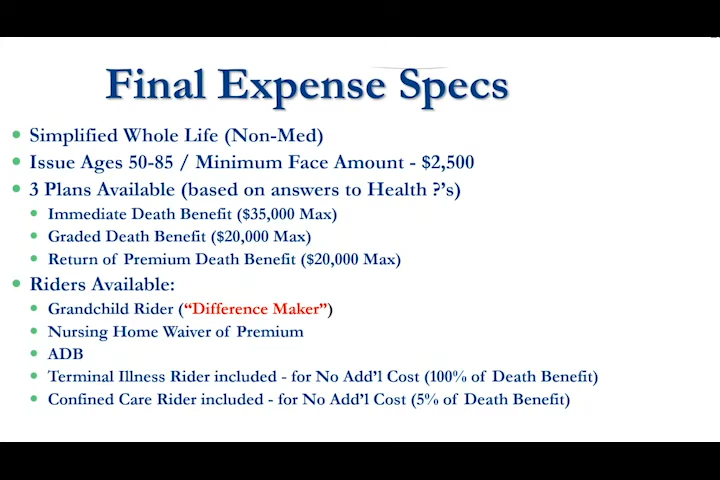 Final Expense Specs
Simplified Whole Life (Non-Med)
Issue Ages 50-85 / Minimum Face Amount - $2,500
3 Plans Available (based on answers to Health ?’s)
Immediate Death Benefit ($35,000 Max)
Graded Death Benefit ($20,000 Max)
Return of Premium Death Benefit ($20,000 Max)
Riders Available:
Grandchild Rider (“Difference Maker”)
Nursing Home Waiver of Premium
ADB
Terminal Illness Rider included - for No Add’l Cost (100% of Death Benefit)
Confined Care Rider included - for No Add’l Cost (5% of Death Benefit)